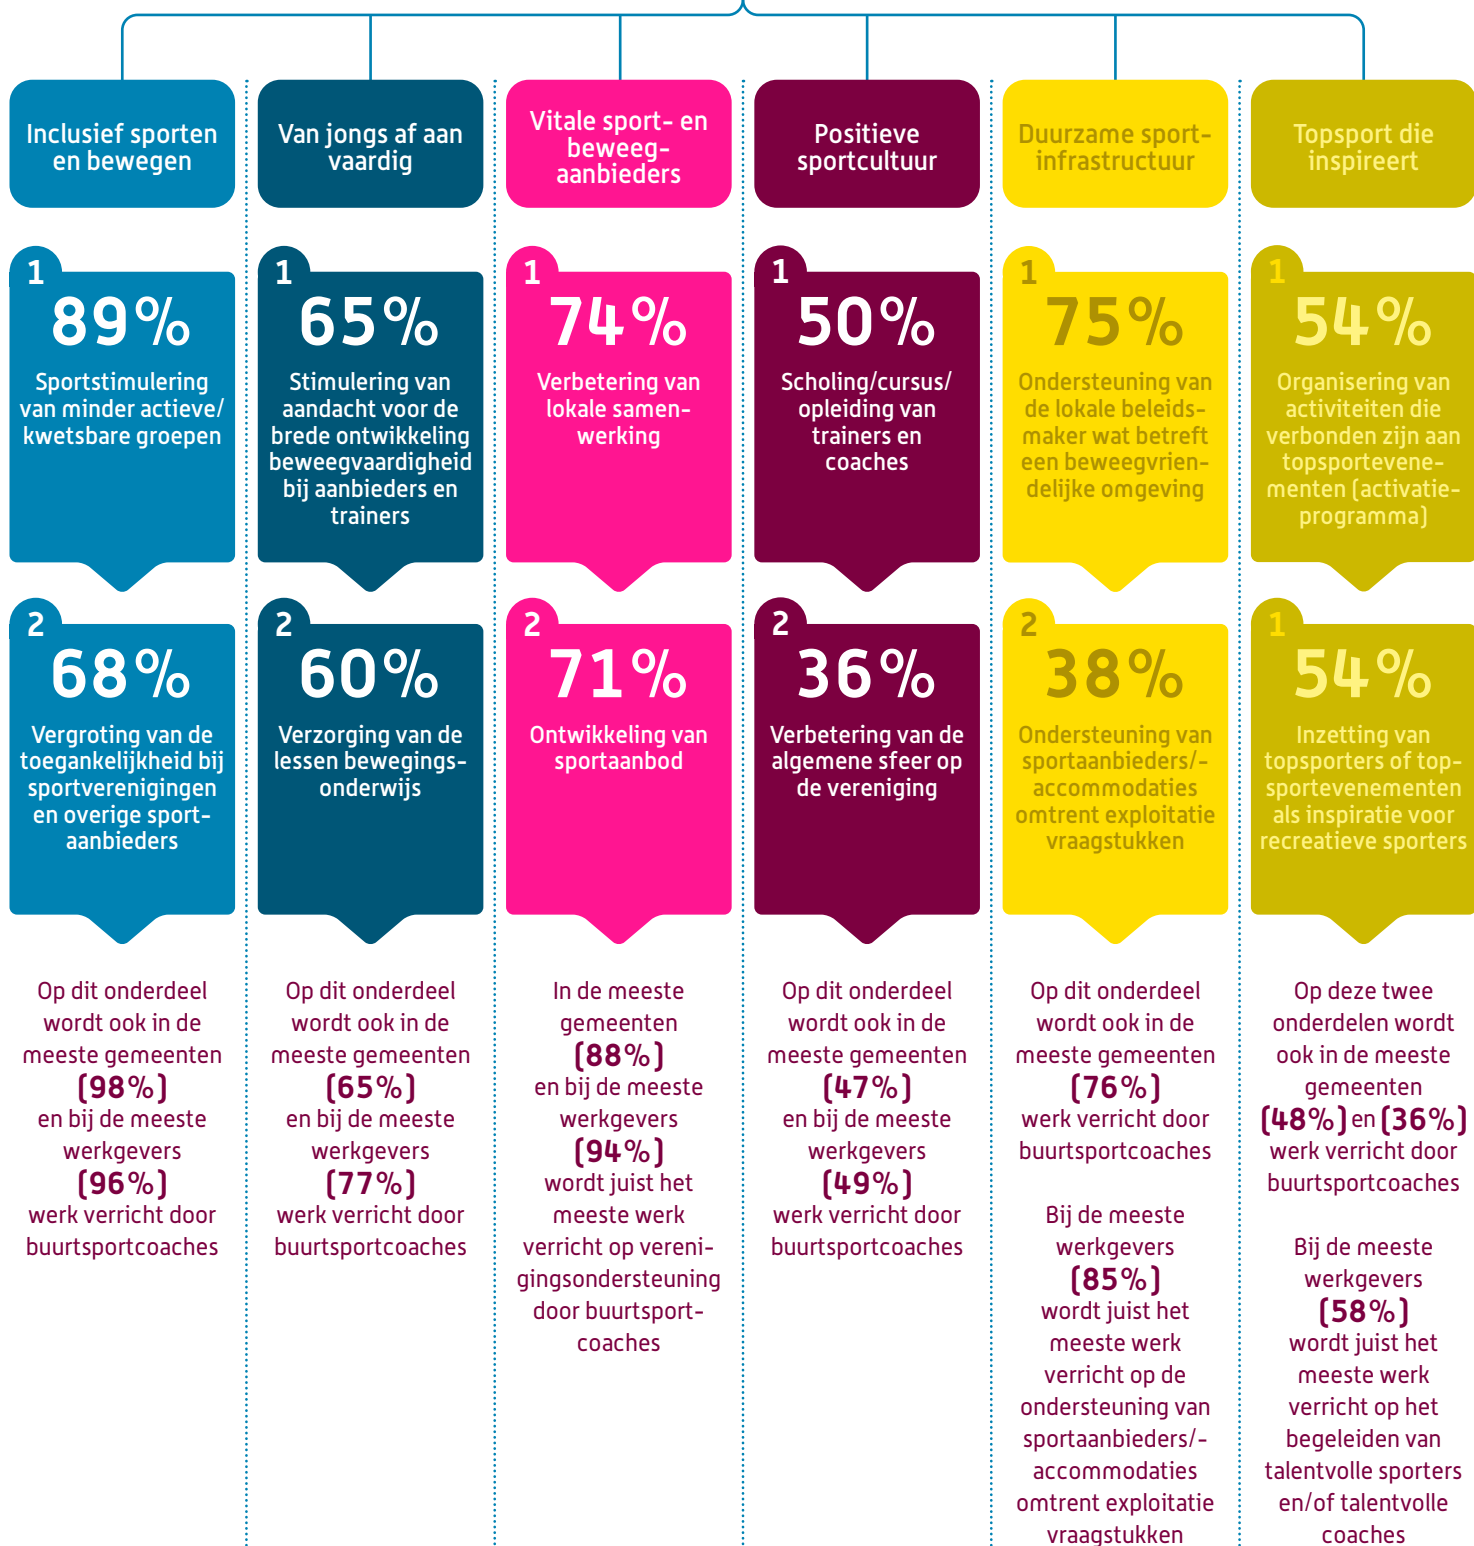 Inclusief sporten
en bewegen
1
89%
Sportstimulering
van minder actieve/
kwetsbare groepen
2
68%
Vergroting van de
toegankelijkheid bij
sportverenigingen
en overige sport-
aanbieders
Op dit onderdeel
wordt ook in de
meeste gemeenten
(98%)
en bij de meeste
werkgevers
(96%)
werk verricht door
buurtsportcoaches
Van jongs af aan
vaardig
1
65%
Stimulering van
aandacht voor de
brede ontwikkeling
beweegvaardigheid
bij aanbieders en
trainers
2
60%
Verzorging van de
lessen bewegings-
onderwijs
Op dit onderdeel
wordt ook in de
meeste gemeenten
(65%)
en bij de meeste
werkgevers
(77%)
werk verricht door
buurtsportcoaches
Vitale sport- en
beweeg-
aanbieders
1
74%
Verbetering van
lokale samen-
werking
2
71%
Ontwikkeling van
sportaanbod
In de meeste
gemeenten
(88%)
en bij de meeste
werkgevers
(94%)
wordt juist het
meeste werk
verricht op vereni-
gingsondersteuning
door buurtsport-
coaches
Positieve
sportcultuur
1
50%
Scholing/cursus/
opleiding van
trainers en
coaches
2
36%
Verbetering van de
algemene sfeer op
de vereniging
Op dit onderdeel
wordt ook in de
meeste gemeenten
(47%)
en bij de meeste
werkgevers
(49%)
werk verricht door
buurtsportcoaches
Duurzame sport-
infrastructuur
1
75%
Ondersteuning van
de lokale beleids-
maker wat betreft
een beweegvrien-
delijke omgeving
2
38%
Ondersteuning van
sportaanbieders/-
accommodaties
omtrent exploitatie
vraagstukken
Op dit onderdeel
wordt ook in de
meeste gemeenten
(76%)
werk verricht door
buurtsportcoaches
Bij de meeste
werkgevers
(85%)
wordt juist het
meeste werk
verricht op de
ondersteuning van
sportaanbieders/-
accommodaties
omtrent exploitatie
vraagstukken
Topsport die
inspireert
1
54%
Organisering van
activiteiten die
verbonden zijn aan
topsportevene-
menten (activatie-
programma)
1
54%
Inzetting van
topsporters of top-
sportevenementen
als inspiratie voor
recreatieve sporters
Op deze twee
onderdelen wordt
ook in de meeste
gemeenten
(48%) en (36%)
werk verricht door
buurtsportcoaches
Bij de meeste
werkgevers
(58%)
wordt juist het
meeste werk
verricht op het
begeleiden van
talentvolle sporters
en/of talentvolle
coaches